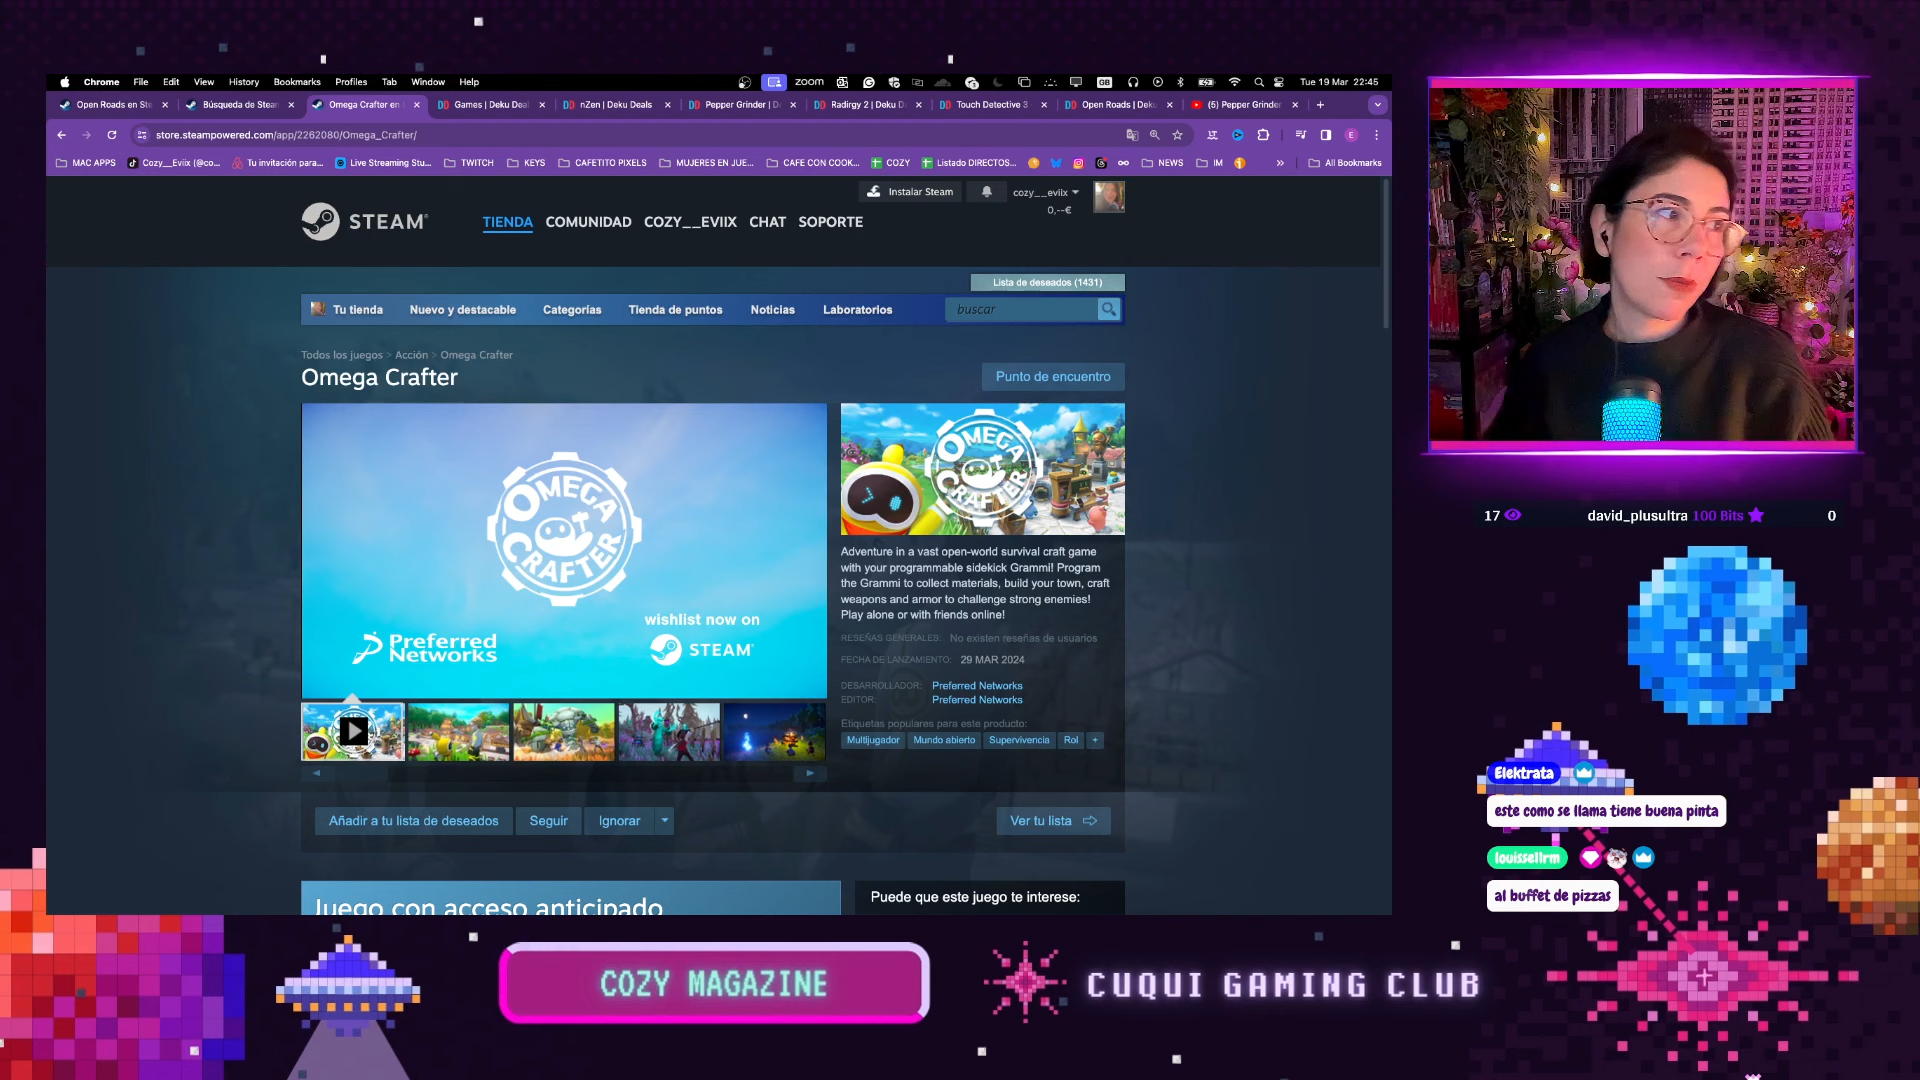 Chrome File Edit View History Bookmarks Profiles Tab Window Help
zoom
GB
Tue 19 Mar 22:45
Open Roads en Ste
Búsqueda de Steam
Omega Crafter en
Games | Deku Deal
nZen | Deku Deals
Pepper Grinder | D
Radirgy 2 | Deku D
Touch Detective 3
Open Roads | Deku
(5) Pepper Grinder
store.steampowered.com/app/2262080/Omega_Crafter/
MAC APPS
Cozy__Eviix (@co...
Tu invitación para...
Live Streaming Stu...
TWITCH
KEYS
CAFETITO PIXELS
MUJERES EN JUE...
CAFE CON COOK...
COZY
Listado DIRECTOS...
NEWS
IM
All Bookmarks
Instalar Steam
cozy__eviix
0,--€
STEAM
TIENDA COMUNIDAD COZY__EVIIX CHAT SOPORTE
Lista de deseados (1431)
Tu tienda Nuevo y destacable Categorías Tienda de puntos Noticias Laboratorios
buscar
Todos los juegos > Acción > Omega Crafter
Omega Crafter
Punto de encuentro
OMEGA CRAFTER
wishlist now on
STEAM
Preferred Networks
OMEGA CRAFTER
Adventure in a vast open-world survival craft game
with your programmable sidekick Grammi! Program
the Grammi to collect materials, build your town, craft
weapons and armor to challenge strong enemies!
Play alone or with friends online!
RESEÑAS GENERALES: No existen reseñas de usuarios
FECHA DE LANZAMIENTO: 29 MAR 2024
DESARROLLADOR: Preferred Networks
EDITOR: Preferred Networks
Etiquetas populares para este producto:
Multijugador Mundo abierto Supervivencia Rol +
Añadir a tu lista de deseados
Seguir
Ignorar
Ver tu lista
Juego con acceso anticipado
Puede que este juego te interese:
17
david_plusultra 100 Bits
0
Elektrata
este como se llama tiene buena pinta
louissellrm
al buffet de pizzas
COZY MAGAZINE
CUQUI GAMING CLUB